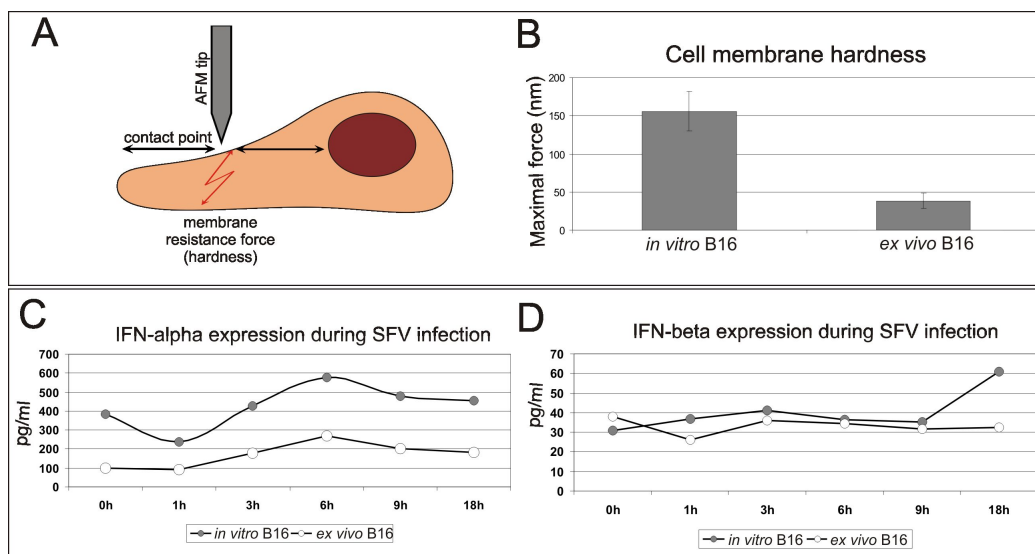 A
AFM tip
contact point
membrane
resistance force
(hardness)
B
Cell membrane hardness
Maximal force (nm)
200
150
100
50
0
in vitro B16
ex vivo B16
C
IFN-alpha expression during SFV infection
pg/ml
700
600
500
400
300
200
100
0
0h 1h 3h 6h 9h 18h
in vitro B16 ex vivo B16
D
IFN-beta expression during SFV infection
pg/ml
70
60
50
40
30
20
10
0
0h 1h 3h 6h 9h 18h
in vitro B16 ex vivo B16